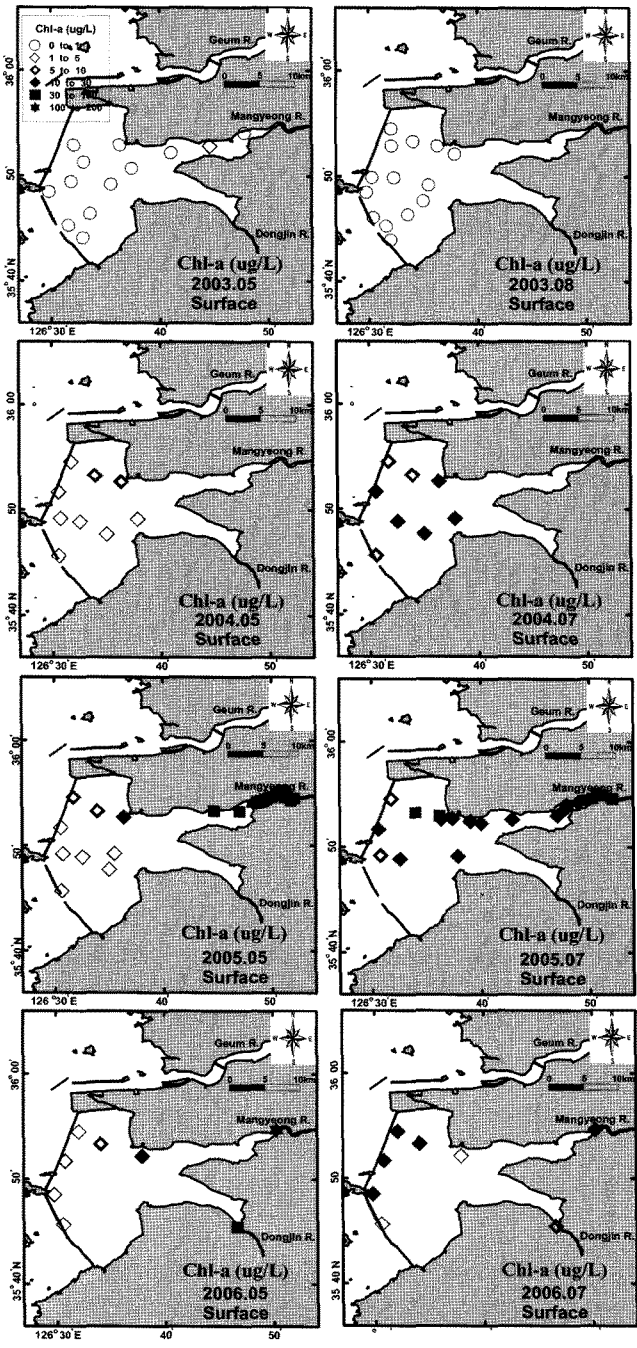 Chl-a (ug/L)
0 to 1
1 to 5
5 to 10
10 to 30
30 to 100
100 to 200
Geum R.
N
W E
S
0 5 10km
36° 00'
Mangyeong R.
50'
Dongjin R.
35° 40 N
Chl-a (ug/L)
2003.05
Surface
126° 30 E 40 50
Geum R.
N
W E
S
0 5 10km
36° 00'
Mangyeong R.
50'
Dongjin R.
35° 40 N
Chl-a (ug/L)
2003.08
Surface
126° 30 E 40 50
Geum R.
N
W E
S
0 5 10km
36 00
Mangyeong R.
50
Dongjin R.
35° 40 N
Chl-a (ug/L)
2004.05
Surface
126° 30 E 40 50
Geum R.
N
W E
S
0 5 10km
36 00
Mangyeong R.
50
Dongjin R.
35° 40 N
Chl-a (ug/L)
2004.07
Surface
126° 30 E 40 50
Geum R.
N
W E
S
0 5 10km
36° 00'
Mangyeong R.
50
Dongjin R.
35° 40 N
Chl-a (ug/L)
2005.05
Surface
126° 30 E 40 50
Geum R.
N
W E
S
0 5 10km
36° 00'
Mangyeong R.
50
Dongjin R.
35° 40 N
Chl-a (ug/L)
2005.07
Surface
126° 30 E 40 50
Geum R.
N
W E
S
0 5 10km
36 00
Mangyeong R.
50
Dongjin R.
35° 40 N
Chl-a (ug/L)
2006.05
Surface
126° 30 E 40 50
Geum R.
N
W E
S
0 5 10km
36 00
Mangyeong R.
50
Dongjin R.
35° 40 N
Chl-a (ug/L)
2006.07
Surface
40 50